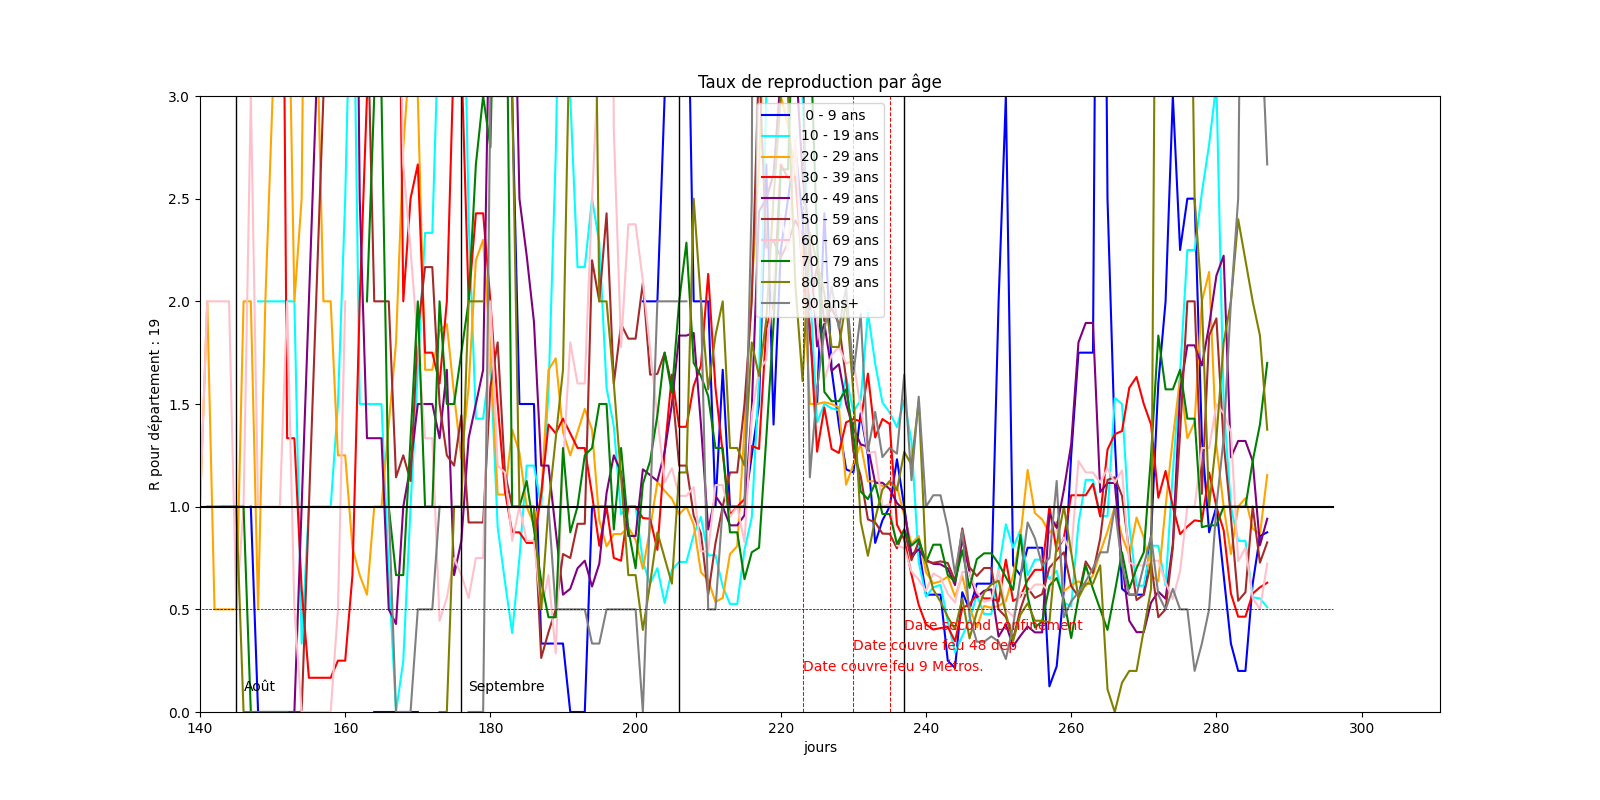 Taux de reproduction par âge
3.0
2.5
2.0
1.5
1.0
0.5
0.0
R pour département : 19
0 - 9 ans
10 - 19 ans
20 - 29 ans
30 - 39 ans
40 - 49 ans
50 - 59 ans
60 - 69 ans
70 - 79 ans
80 - 89 ans
90 ans+
Date second confinement
Date couvre feu 48 dep
Date couvre feu 9 Métros.
Août
Septembre
140
160
180
200
220
240
260
280
300
jours